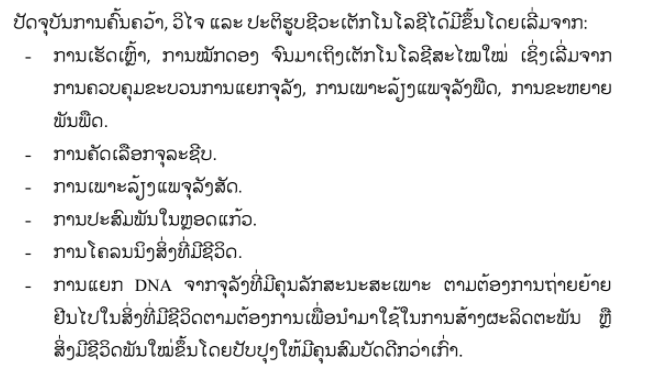 ປັດຈຸບັນການຄົ້ນຄວ້າ, ວິໄຈ ແລະ ປະຕິຮູບຊີວະເຕັກໂນໂລຊີໄດ້ມີຂຶ້ນໂດຍເລີ່ມຈາກ:
- ການເຮັດເຫຼົ້າ, ການໝັກດອງ ຈົນມາເຖິງເຕັກໂນໂລຊີສະໄໝໃໝ່ ເຊິ່ງເລີ່ມຈາກ
ການຄວບຄຸມຂະບວນການແຍກຈຸລັງ, ການເພາະລ້ຽງແພຈຸລັງພືດ, ການຂະຫຍາຍ
ພັນພືດ.
- ການຄັດເລືອກຈຸລະຊີບ.
- ການເພາະລ້ຽງແພຈຸລັງສັດ.
- ການປະສົມພັນໃນຫຼອດແກ້ວ.
- ການໂຄລນນິງສິ່ງທີ່ມີຊີວິດ.
- ການແຍກ DNA ຈາກຈຸລັງທີ່ມີຄຸນລັກສະນະສະເພາະ ຕາມຕ້ອງການຖ່າຍຍ້າຍ
ຢີນໄປໃນສິ່ງທີ່ມີຊີວິດຕາມຕ້ອງການເພື່ອນຳມາໃຊ້ໃນການສ້າງຜະລິດຕະພັນ ຫຼື
ສິ່ງມີຊີວິດພັນໃໝ່ຂຶ້ນໂດຍປັບປຸງໃຫ້ມີຄຸນສົມບັດດີກວ່າເກົ່າ.